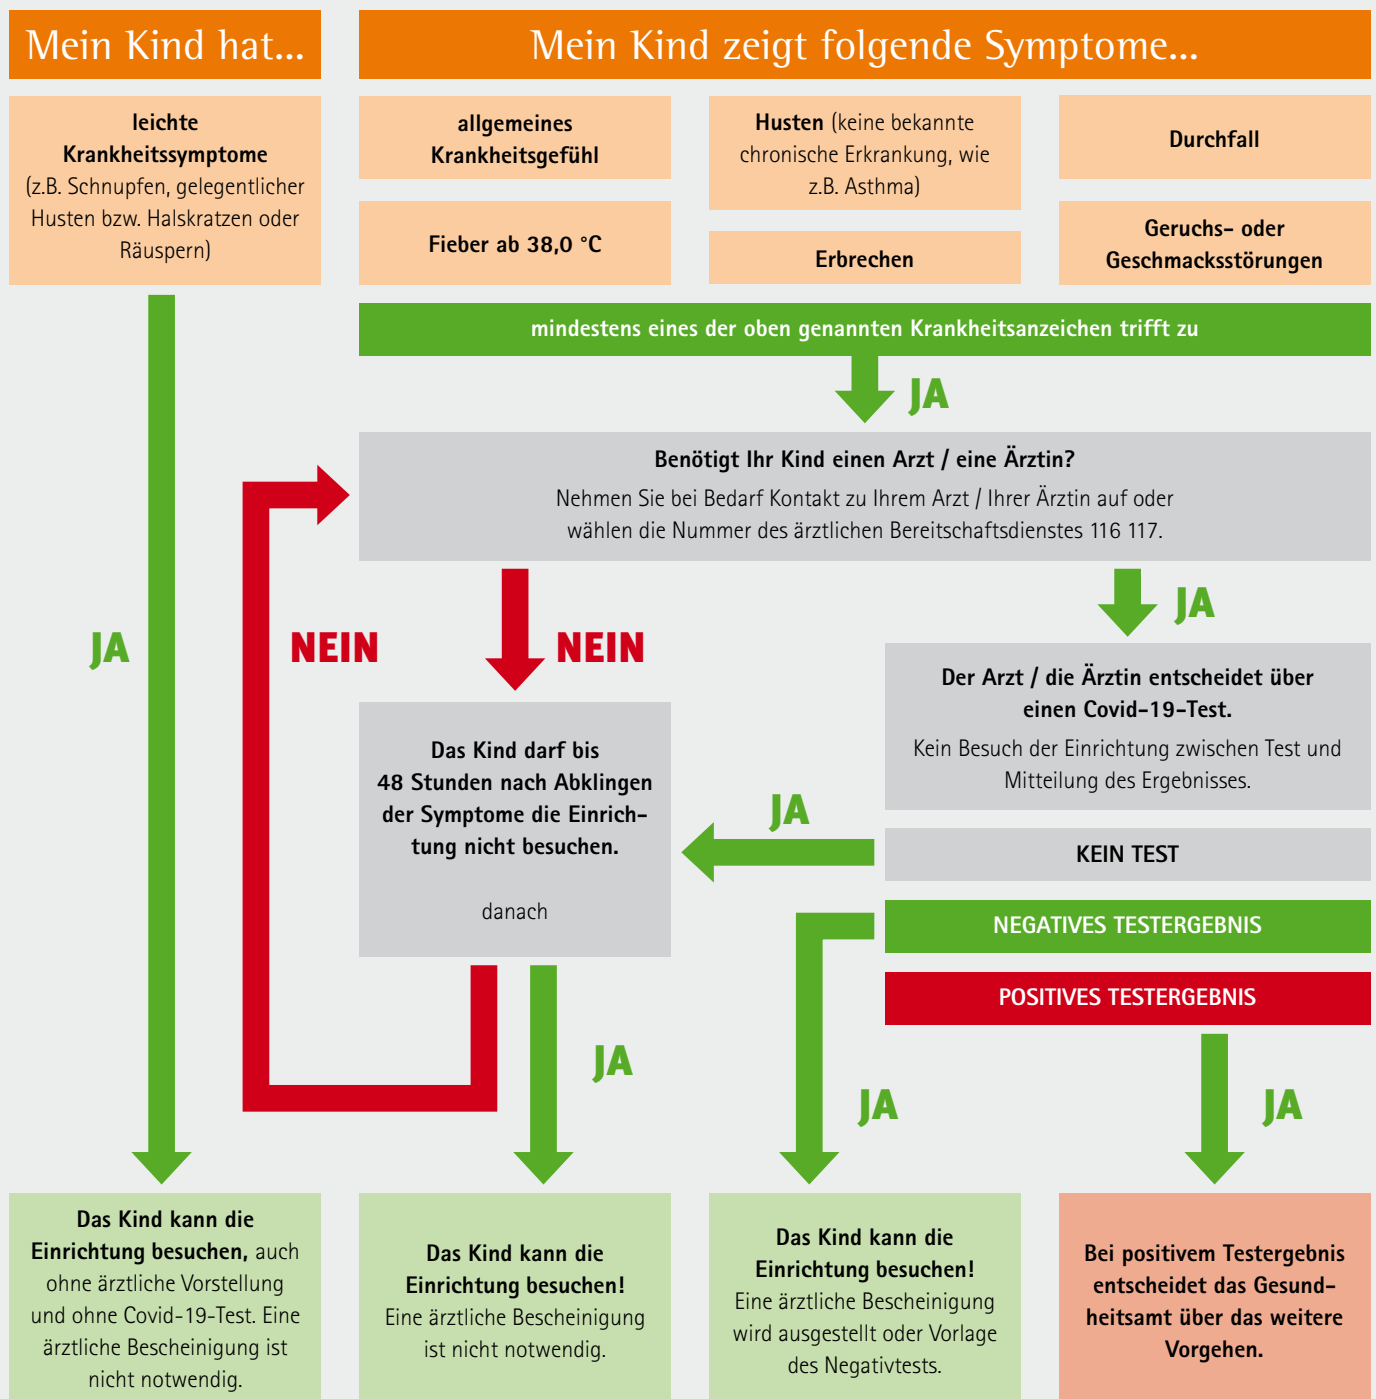 Mein Kind hat...
Mein Kind zeigt folgende Symptome...
leichte
Krankheitssymptome
(z.B. Schnupfen, gelegentlicher
Husten bzw. Halskratzen oder
Räuspern)
allgemeines
Krankheitsgefühl
Husten (keine bekannte
chronische Erkrankung, wie
z.B. Asthma)
Durchfall
Fieber ab 38,0 °C
Erbrechen
Geruchs- oder
Geschmacksstörungen
mindestens eines der oben genannten Krankheitsanzeichen trifft zu
JA
Benötigt Ihr Kind einen Arzt / eine Ärztin?
Nehmen Sie bei Bedarf Kontakt zu Ihrem Arzt / Ihrer Ärztin auf oder
wählen die Nummer des ärztlichen Bereitschaftsdienstes 116 117.
JA
NEIN
NEIN
JA
Das Kind darf bis
48 Stunden nach Abklingen
der Symptome die Einrich-
tung nicht besuchen.
danach
Der Arzt / die Ärztin entscheidet über
einen Covid-19-Test.
Kein Besuch der Einrichtung zwischen Test und
Mitteilung des Ergebnisses.
JA
KEIN TEST
NEGATIVES TESTERGEBNIS
POSITIVES TESTERGEBNIS
JA
JA
JA
Das Kind kann die
Einrichtung besuchen, auch
ohne ärztliche Vorstellung
und ohne Covid-19-Test. Eine
ärztliche Bescheinigung ist
nicht notwendig.
Das Kind kann die
Einrichtung besuchen!
Eine ärztliche Bescheinigung
ist nicht notwendig.
Das Kind kann die
Einrichtung besuchen!
Eine ärztliche Bescheinigung
wird ausgestellt oder Vorlage
des Negativtests.
Bei positivem Testergebnis
entscheidet das Gesund-
heitsamt über das weitere
Vorgehen.